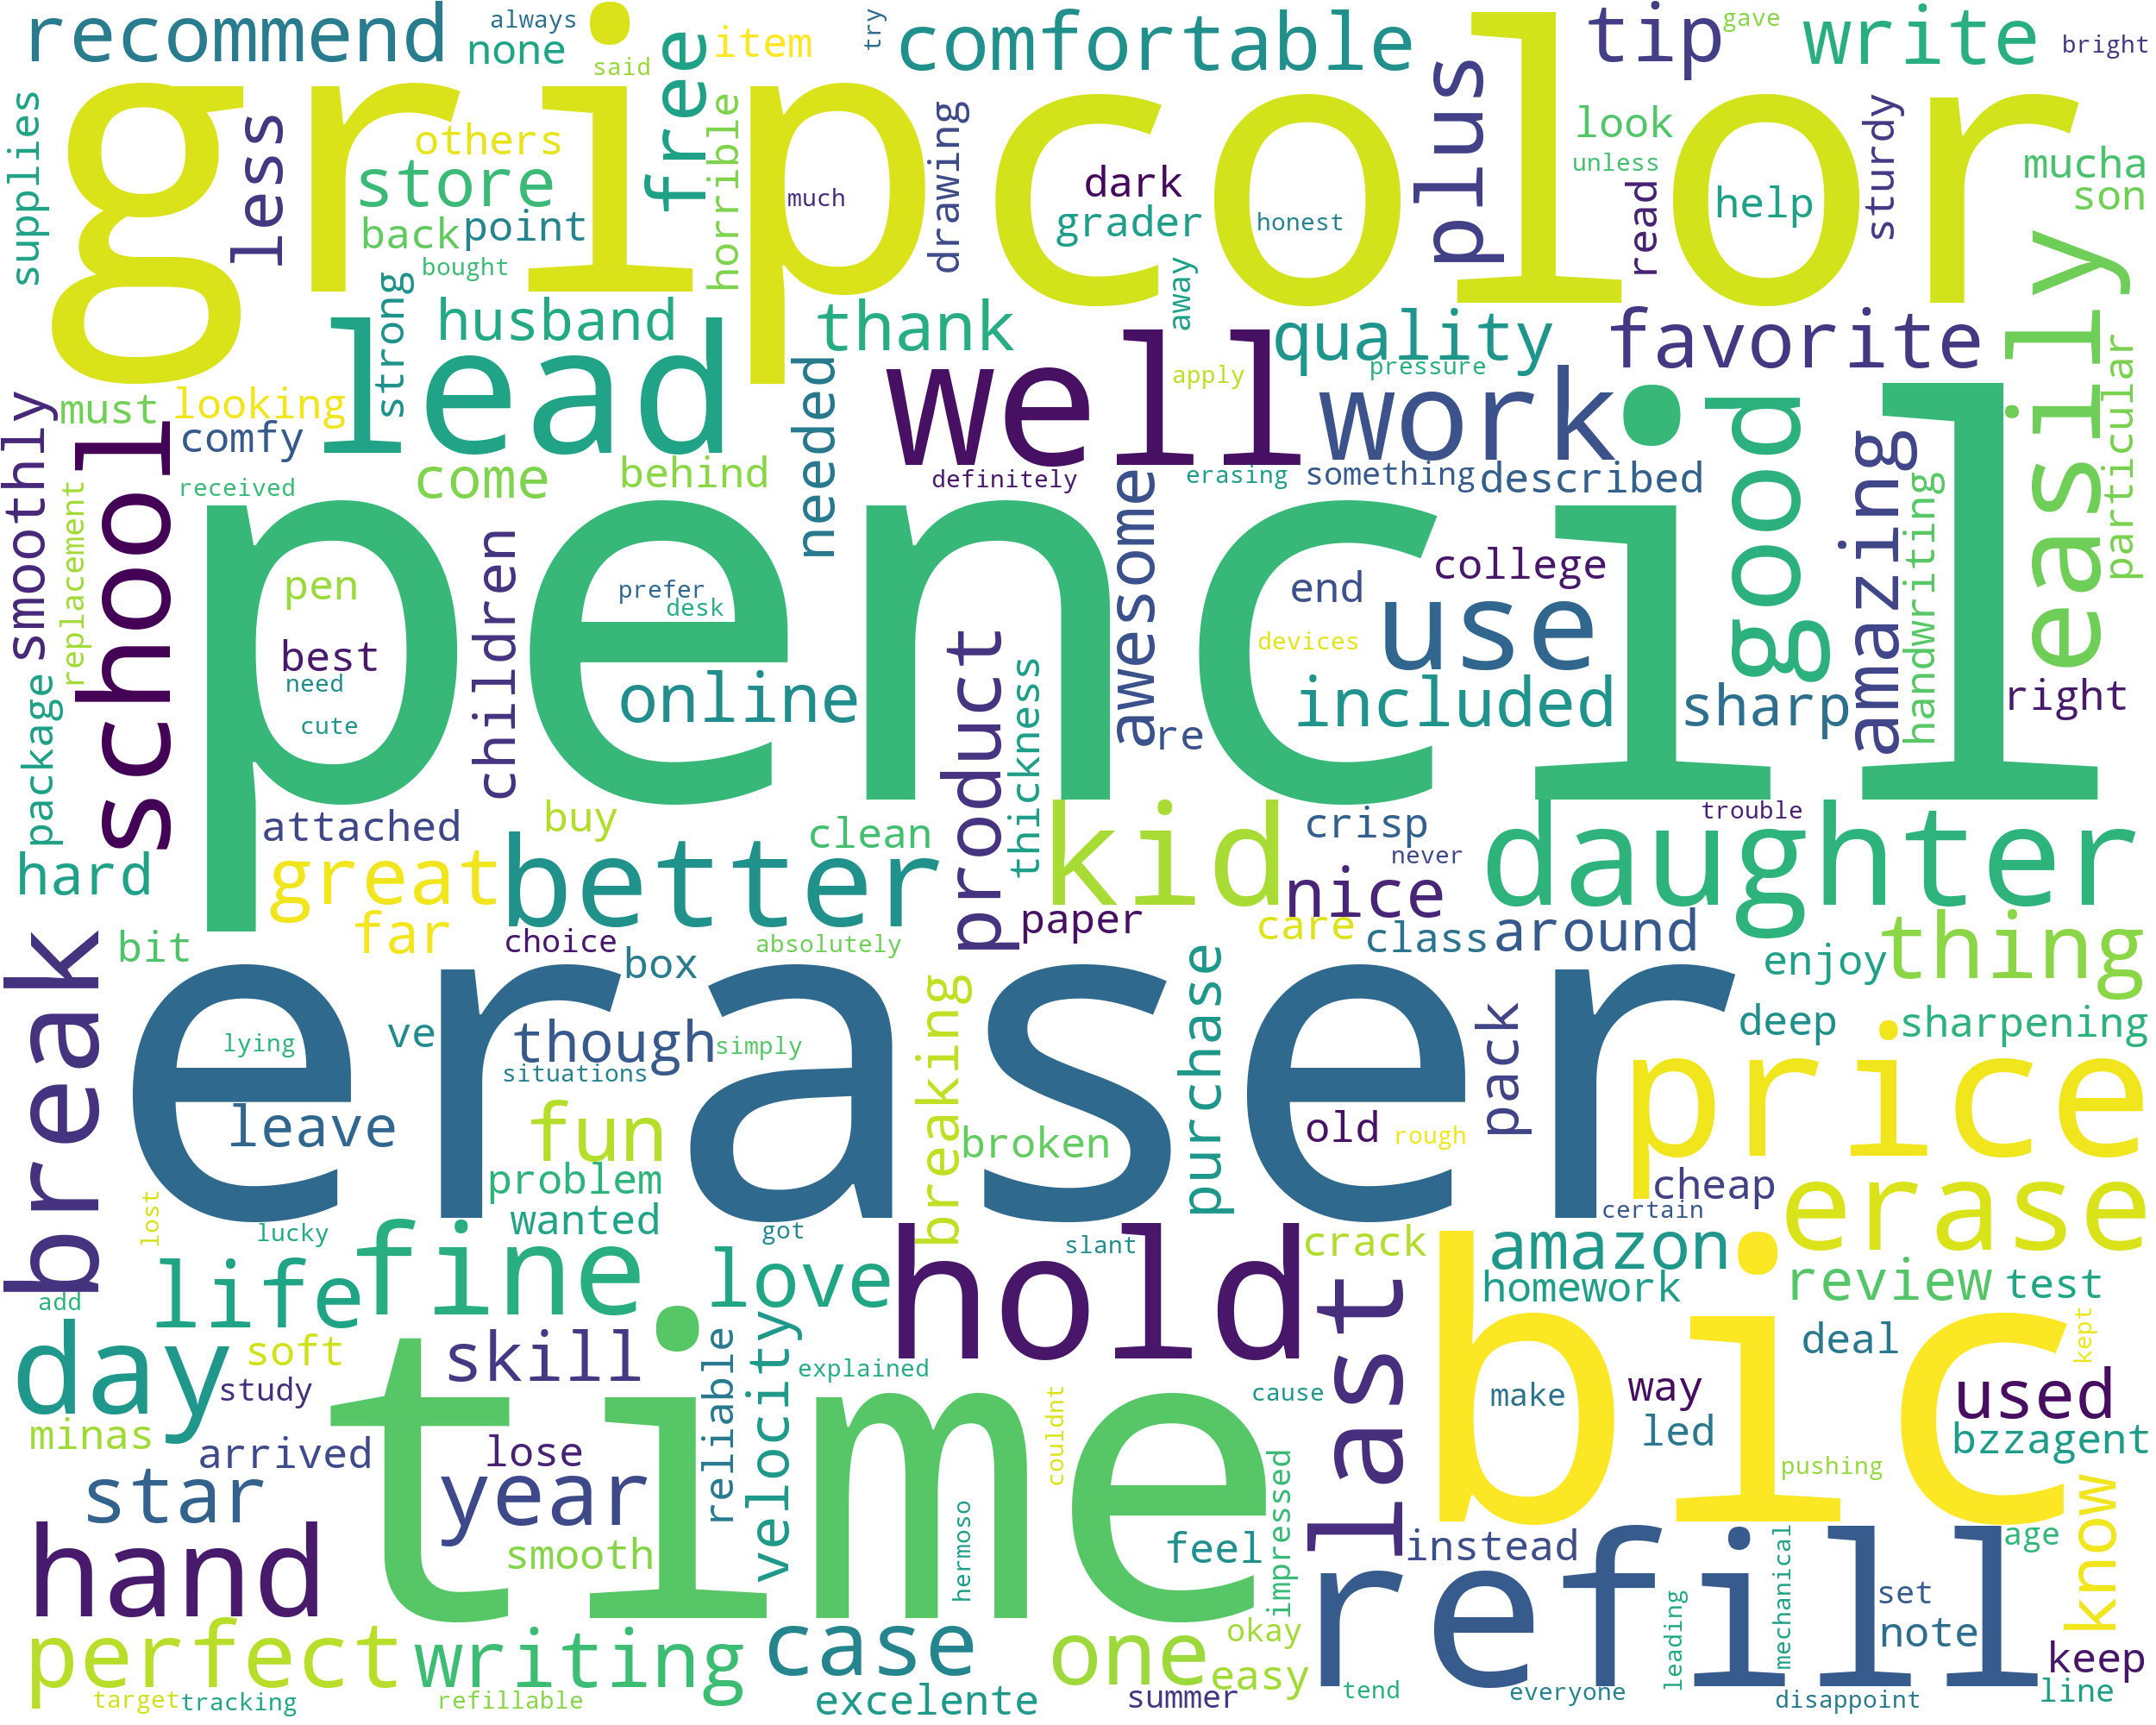 recommend
always
none
said
item
try
comfortable
tip
gave
write
bright
grip
color
supplies
less
others
store
back
point
bought
free
horrible
much
drawing
dark
grader
honest
plus
look
unless
read
help
sturdy
mucha
son
easily
strong
husband
lead
thank
away
quality
pressure
apply
favorite
particular
smoothly
must
looking
comfy
school
received
replacement
come
behind
needed
well
definitely
erasing
work
something
described
good
amazing
handwriting
pencil
pen
best
need
cute
children
prefer
desk
online
product
thickness
awesome
re
end
college
devices
use
included
sharp
right
package
hard
attached
great
far
buy
better
clean
kid
paper
crisp
never
nice
care
class
around
trouble
daughter
enjoy
thing
break
bit
choice
box
absolutely
eraser
ve
though
simply
situations
lying
leave
fun
problem
wanted
breaking
broken
purchase
old
rough
pack
deep
sharpening
price
cheap
certain
erase
lost
lucky
got
slant
crack
amazon
homework
review
test
add
life
fine
love
hold
last
bic
day
soft
study
minas
arrived
skill
reliable
velocity
explained
couldnt
cause
make
way
led
deal
kept
used
bzzagent
pushing
star
lose
year
smooth
time
hermoso
feel
impressed
instead
age
know
hand
refill
leading
mechanical
set
note
keep
line
perfect
writing
case
one
okay
easy
target
tracking
refillable
excelente
summer
tend
everyone
disappoint